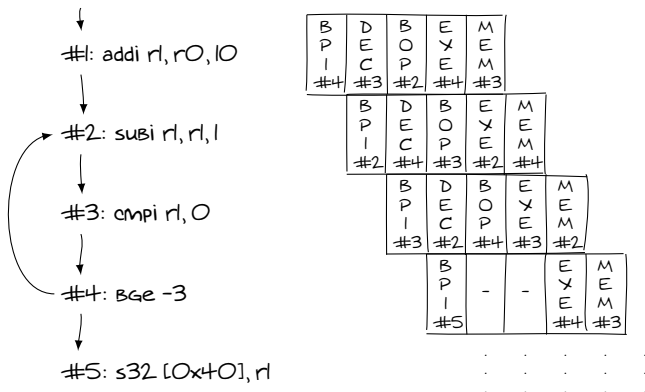 #1: addi r1, r0, 10
#2: subi r1, r1, 1
#3: cmpi r1, 0
#4: BGE -3
#5: s32 [0x40], r1
B D B E M
P E O X E
I C P E M
#4 #3 #2 #4 #3
B D B E M
P E O X E
I C P E M
#2 #4 #3 #2 #4
B D B E M
P E O X E
I C P E M
#3 #2 #4 #3 #2
B E M
P - - X E
I E M
#5 #4 #3
. . . . .
. . . . .
. . . . .